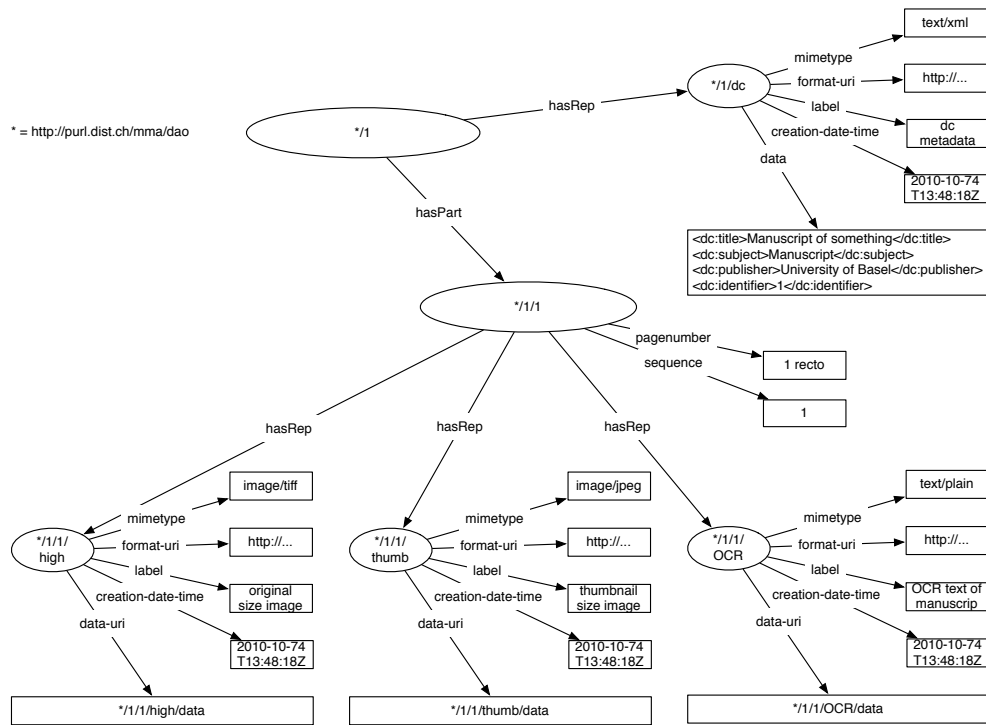 text/xml
mimetype
*/1/dc
format-uri
http://...
hasRep
label
* = http://purl.dist.ch/mma/dao
*/1
dc
metadata
creation-date-time
data
2010-10-74
T13:48:18Z
hasPart
<dc:title>Manuscript of something</dc:title>
<dc:subject>Manuscript</dc:subject>
<dc:publisher>University of Basel</dc:publisher>
<dc:identifier>1</dc:identifier>
*/1/1
pagenumber
1 recto
sequence
1
hasRep
hasRep
hasRep
image/tiff
mimetype
*/1/1/
high
format-uri
http://...
label
original
size image
creation-date-time
data-uri
2010-10-74
T13:48:18Z
*/1/1/high/data
image/jpeg
mimetype
*/1/1/
thumb
format-uri
http://...
label
thumbnail
size image
creation-date-time
data-uri
2010-10-74
T13:48:18Z
*/1/1/thumb/data
text/plain
mimetype
*/1/1/
OCR
format-uri
http://...
label
OCR text of
manuscrip
creation-date-time
data-uri
2010-10-74
T13:48:18Z
*/1/1/OCR/data